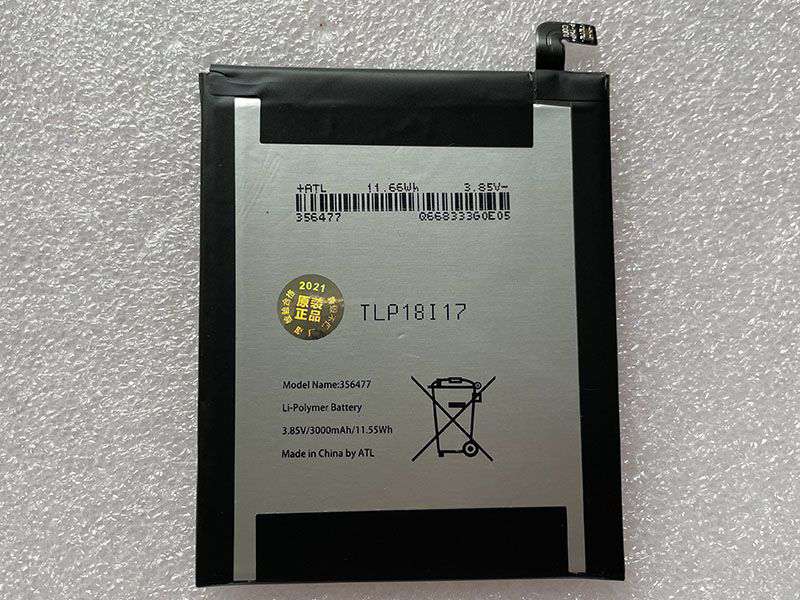 +ATL 11.66Wh 3.85V-
356477 Q668333G0E05
2021
原裝
正品
TLP18I17
Model Name:356477
Li-Polymer Battery
3.85V/3000mAh/11.55Wh
Made in China by ATL